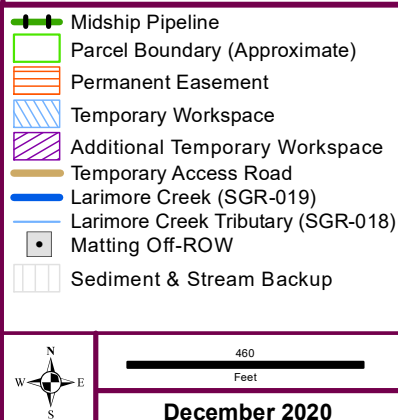 Midship Pipeline
Parcel Boundary (Approximate)
Permanent Easement
Temporary Workspace
Additional Temporary Workspace
Temporary Access Road
Larimore Creek (SGR-019)
Larimore Creek Tributary (SGR-018)
Matting Off-ROW
Sediment & Stream Backup
N
W E
S
460
Feet
December 2020